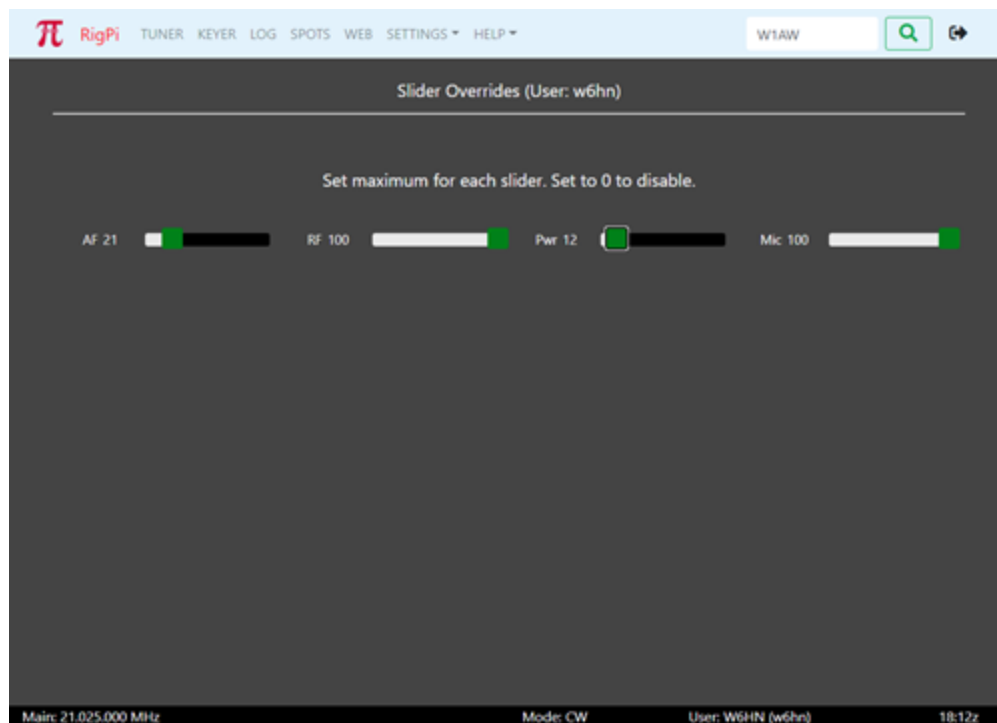 π RigPi TUNER KEYER LOG SPOTS WEB SETTINGS HELP W1AW
Slider Overrides (User: w6hn)
Set maximum for each slider. Set to 0 to disable.
AF 21 RF 100 Pwr 12 Mic 100
Main: 21.025.000 MHz Mode: CW User: W6HN (w6hn) 18:12z